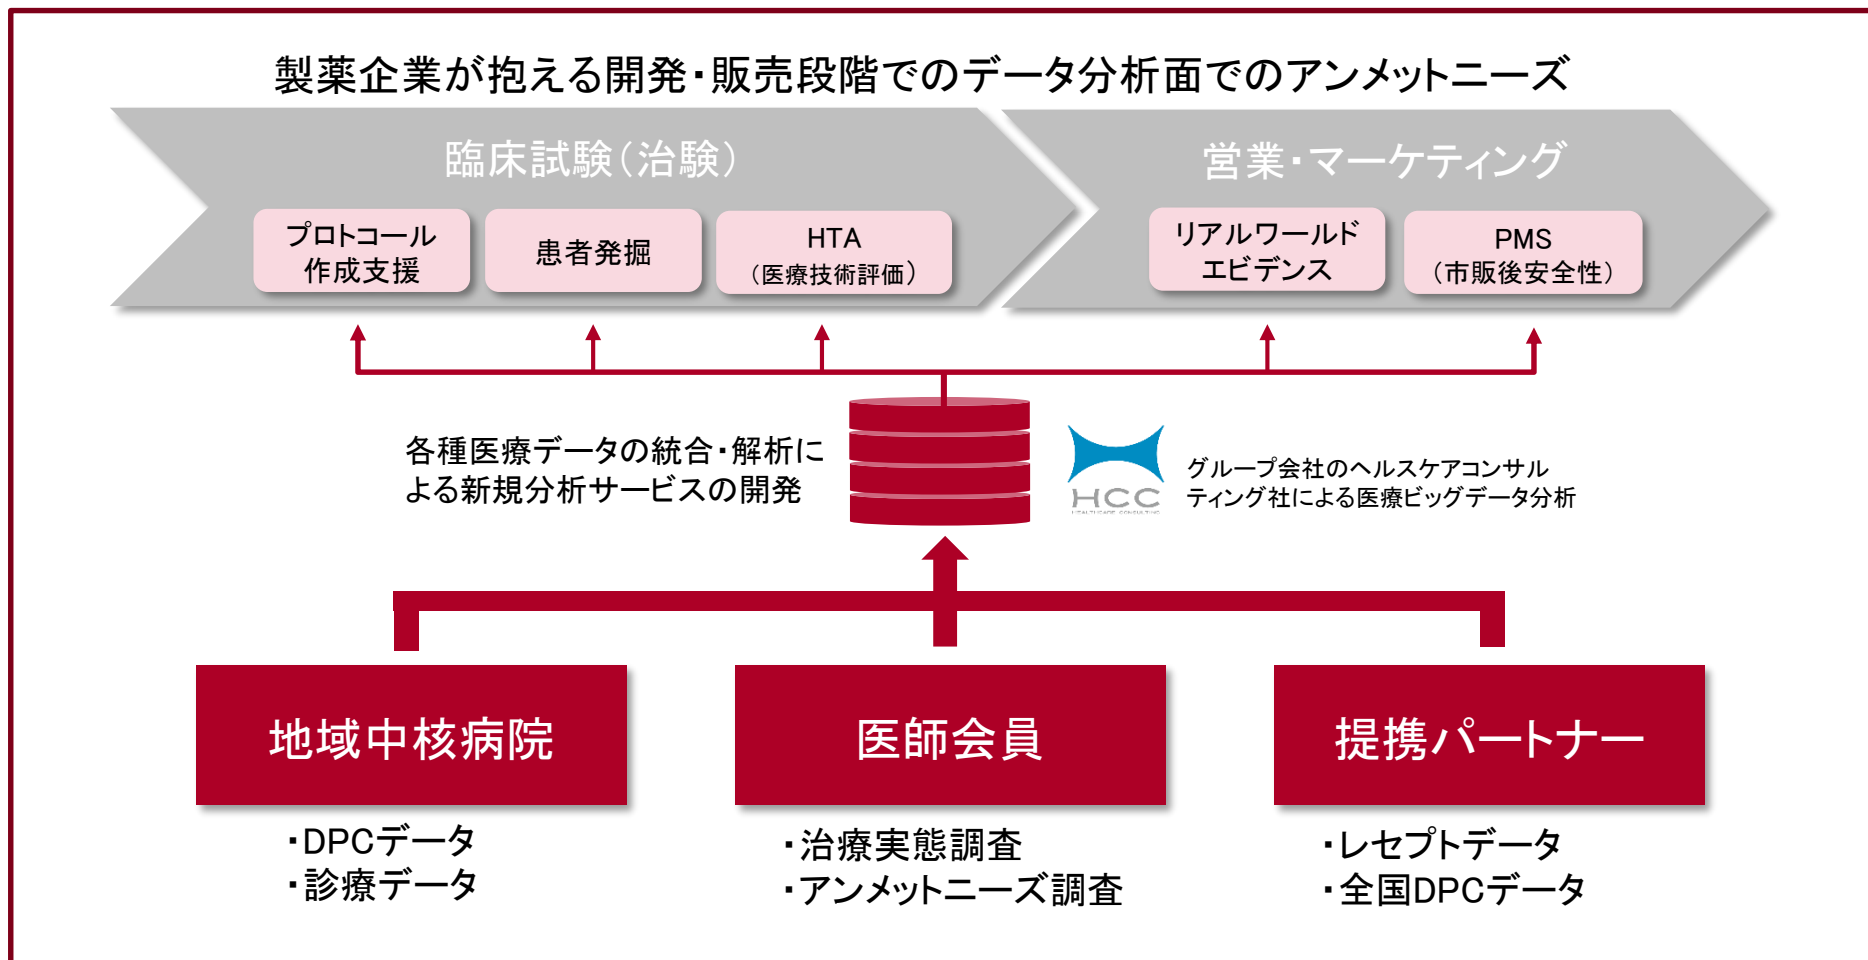 製薬企業が抱える開発・販売段階でのデータ分析面でのアンメットニーズ
臨床試験（治験）
営業・マーケティング
プロトコール
作成支援
患者発掘
HTA
（医療技術評価）
リアルワールド
エビデンス
PMS
（市販後安全性）
各種医療データの統合・解析に
よる新規分析サービスの開発
HCC
HEALTHCARE CONSULTING
グループ会社のヘルスケアコンサル
ティング社による医療ビッグデータ分析
地域中核病院
医師会員
提携パートナー
・DPCデータ
・診療データ
・治療実態調査
・アンメットニーズ調査
・レセプトデータ
・全国DPCデータ